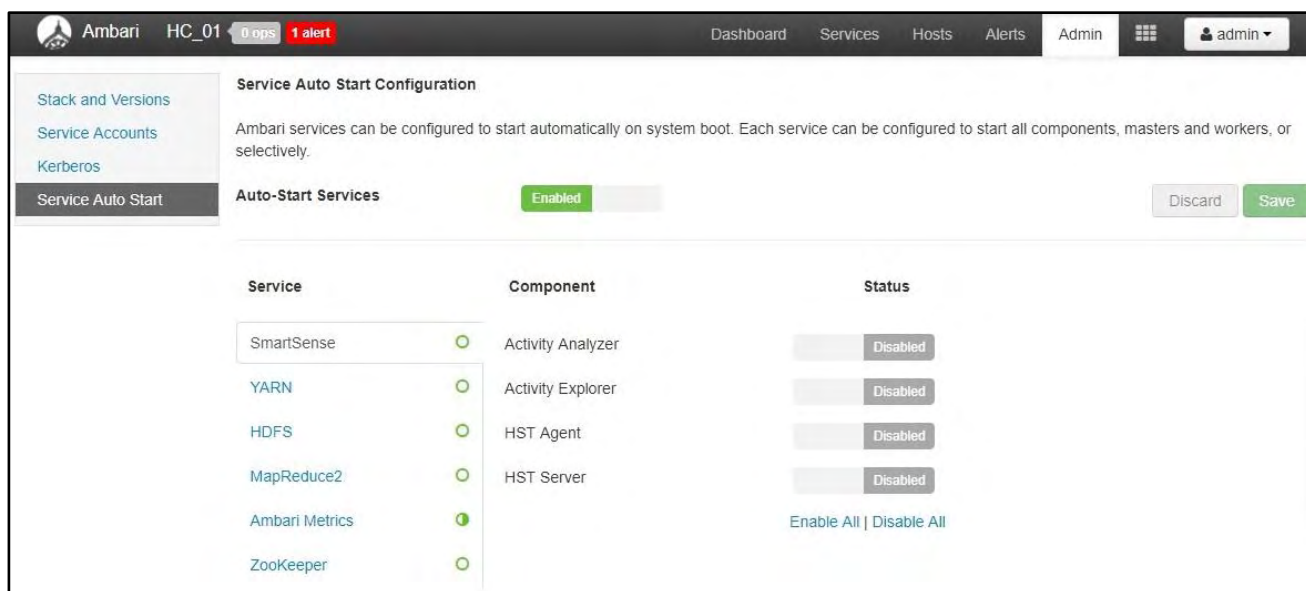 Ambari HC_01 0 ops 1 alert Dashboard Services Hosts Alerts Admin admin
Stack and Versions
Service Accounts
Kerberos
Service Auto Start
Service Auto Start Configuration
Ambari services can be configured to start automatically on system boot. Each service can be configured to start all components, masters and workers, or
selectively.
Auto-Start Services Enabled Discard Save
Service Component Status
SmartSense Activity Analyzer Disabled
YARN Activity Explorer Disabled
HDFS HST Agent Disabled
MapReduce2 HST Server Disabled
Ambari Metrics Enable All | Disable All
ZooKeeper